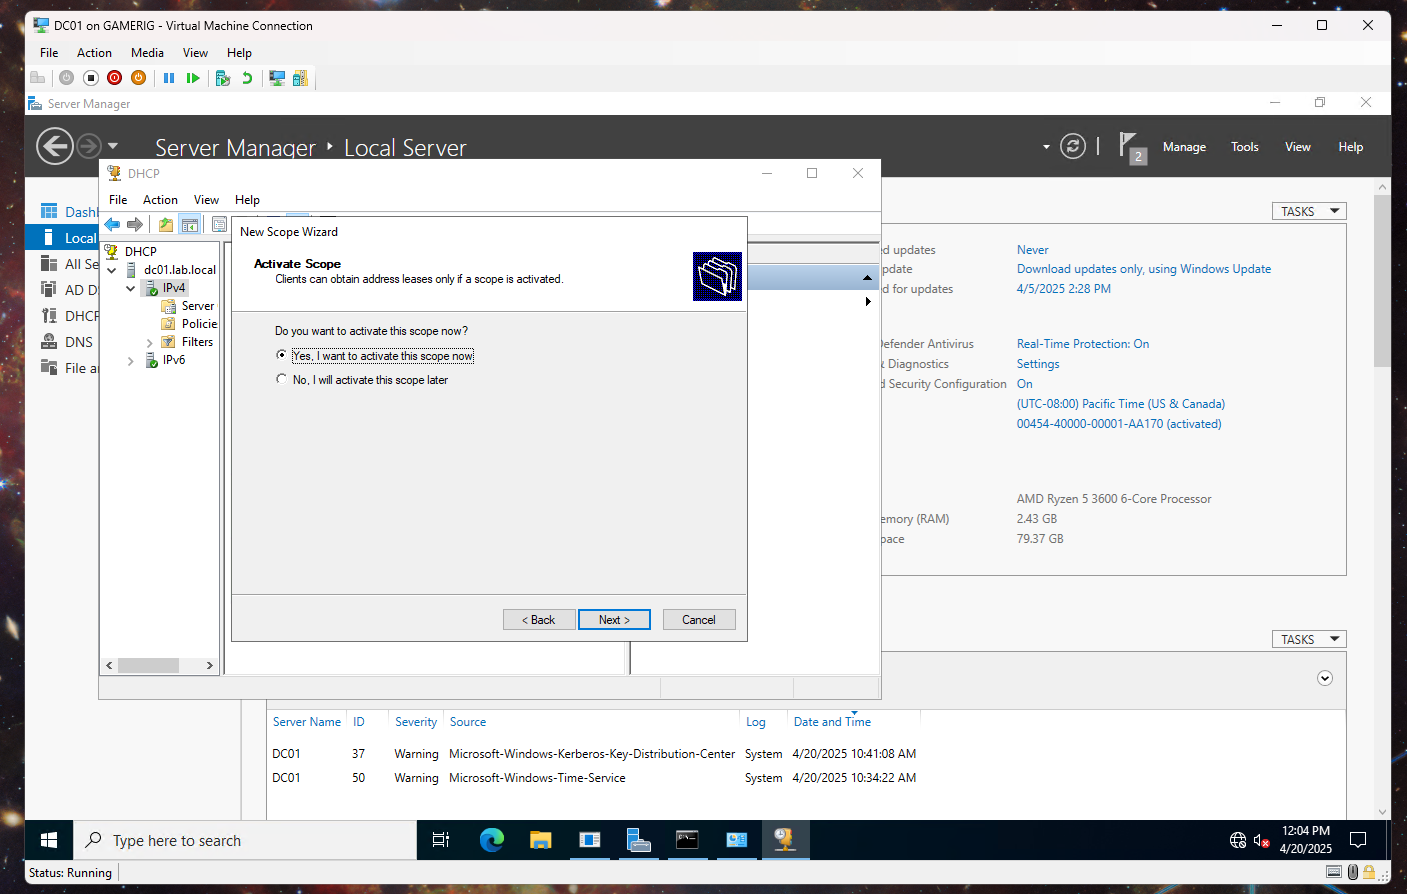 DC01 on GAMERIG - Virtual Machine Connection
File Action Media View Help
Server Manager
Server Manager Local Server
2 Manage Tools View Help
DHCP
File Action View Help
TASKS
Dashl
Local
All Se
AD D
DHCP
DNS
File a
DHCP
dc01.lab.local
IPv4
Server
Policie
Filters
IPv6
New Scope Wizard
Activate Scope
Clients can obtain address leases only if a scope is activated.
Do you want to activate this scope now?
Yes, I want to activate this scope now
No, I will activate this scope later
< Back Next > Cancel
ed updates Never
pdate Download updates only, using Windows Update
d for updates 4/5/2025 2:28 PM
Defender Antivirus Real-Time Protection: On
& Diagnostics Settings
d Security Configuration On
(UTC-08:00) Pacific Time (US & Canada)
00454-40000-00001-AA170 (activated)
AMD Ryzen 5 3600 6-Core Processor
emory (RAM) 2.43 GB
pace 79.37 GB
TASKS
Server Name ID Severity Source Log Date and Time
DC01 37 Warning Microsoft-Windows-Kerberos-Key-Distribution-Center System 4/20/2025 10:41:08 AM
DC01 50 Warning Microsoft-Windows-Time-Service System 4/20/2025 10:34:22 AM
Type here to search
12:04 PM
4/20/2025
Status: Running